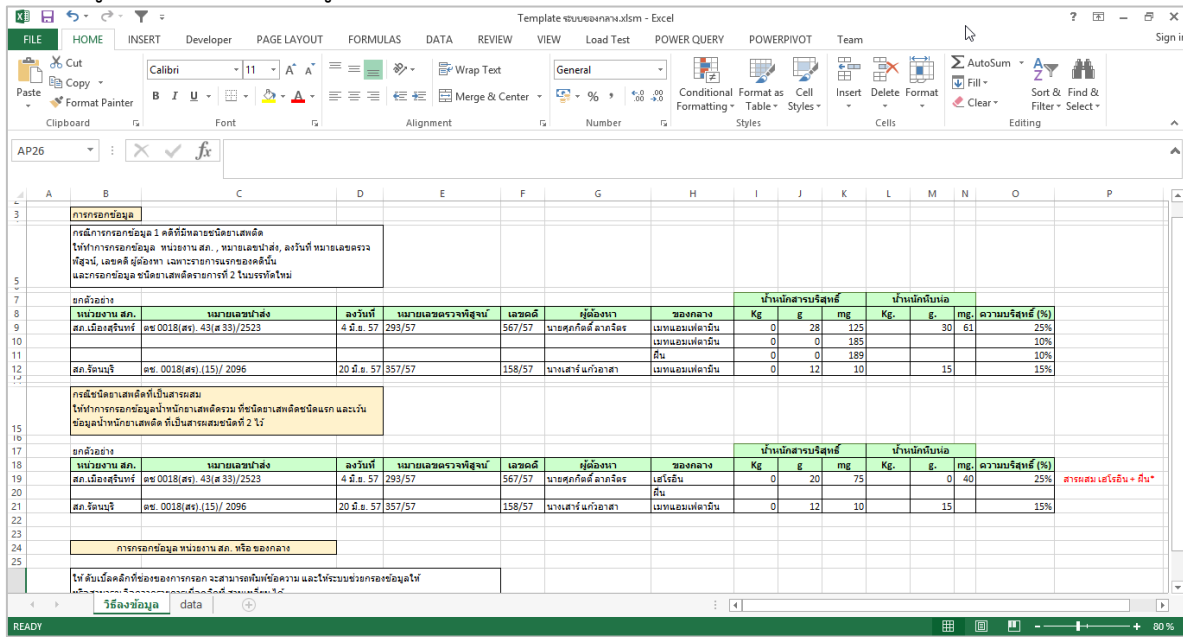 Template ระบบของกลาง.xlsm - Excel
FILE HOME INSERT Developer PAGE LAYOUT FORMULAS DATA REVIEW VIEW Load Test POWER QUERY POWERPIVOT Team Sign in
Paste Cut Copy Format Painter
Calibri 11
B I U
Wrap Text
Merge & Center
General
Conditional Formatting Format as Table Cell Styles
Insert Delete Format
AutoSum Fill Clear
Sort & Filter Find & Select
Clipboard Font Alignment Number Styles Cells Editing
AP26 fx
A B C D E F G H I J K L M N O P
3 การกรอกข้อมูล
กรณีการกรอกข้อมูล 1 คดีที่มีหลายชนิดยาเสพติด
ให้ทำการกรอกข้อมูล หน่วยงาน สภ. , หมายเลขนำส่ง, ลงวันที่ หมายเลขตรวจ
พิสูจน์, เลขคดี ผู้ต้องหา เฉพาะรายการแรกของคดีนั้น
5 และกรอกข้อมูล ชนิดยาเสพติดรายการที่ 2 ในบรรทัดใหม่
7 ยกตัวอย่าง น้ำหนักสารบริสุทธิ์ น้ำหนักหีบห่อ
8 หน่วยงาน สภ. หมายเลขนำส่ง ลงวันที่ หมายเลขตรวจพิสูจน์ เลขคดี ผู้ต้องหา ของกลาง Kg g mg Kg. g. mg. ความบริสุทธิ์ (%)
9 สภ.เมืองสุรินทร์ ตช 0018(สร). 43(ส 33)/2523 4 มิ.ย. 57 293/57 567/57 นายศุภกิตติ์ ลาภจิตร เมทแอมเฟตามีน 0 28 125 30 61 25%
10 เมทแอมเฟตามีน 0 0 185 10%
11 ฝิ่น 0 0 189 10%
12 สภ.รัตนบุรี ตช. 0018(สร).(15)/ 2096 20 มิ.ย. 57 357/57 158/57 นางเสาร์ แก้วอาสา เมทแอมเฟตามีน 0 12 10 15 15%
กรณีชนิดยาเสพติดที่เป็นสารผสม
ให้ทำการกรอกข้อมูลน้ำหนักยาเสพติดรวม ที่ชนิดยาเสพติดชนิดแรก และเว้น
15 ข้อมูลน้ำหนักยาเสพติด ที่เป็นสารผสมชนิดที่ 2 ไว้
16
17 ยกตัวอย่าง น้ำหนักสารบริสุทธิ์ น้ำหนักหีบห่อ
18 หน่วยงาน สภ. หมายเลขนำส่ง ลงวันที่ หมายเลขตรวจพิสูจน์ เลขคดี ผู้ต้องหา ของกลาง Kg g mg Kg. g. mg. ความบริสุทธิ์ (%)
19 สภ.เมืองสุรินทร์ ตช 0018(สร). 43(ส 33)/2523 4 มิ.ย. 57 293/57 567/57 นายศุภกิตติ์ ลาภจิตร เฮโรอีน 0 20 75 0 40 25% สารผสม เฮโรอีน + ฝิ่น*
20 ฝิ่น
21 สภ.รัตนบุรี ตช. 0018(สร).(15)/ 2096 20 มิ.ย. 57 357/57 158/57 นางเสาร์ แก้วอาสา เมทแอมเฟตามีน 0 12 10 15 15%
22
23
24 การกรอกข้อมูล หน่วยงาน สภ. หรือ ของกลาง
25
ให้ ดับเบิ้ลคลิกที่ช่องของการกรอก จะสามารถพิมพ์ข้อความ และให้ระบบช่วยกรองข้อมูลให้
วิธีลงข้อมูล data
READY 80 %